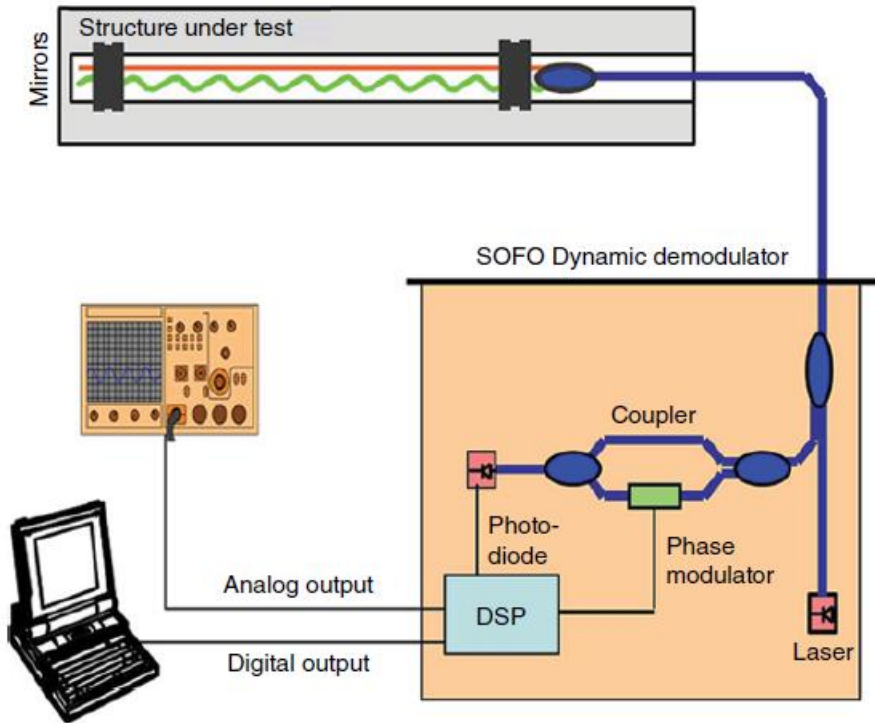 Structure under test
Mirrors
SOFO Dynamic demodulator
Coupler
Photo-
diode
Phase
modulator
Analog output
DSP
Digital output
Laser